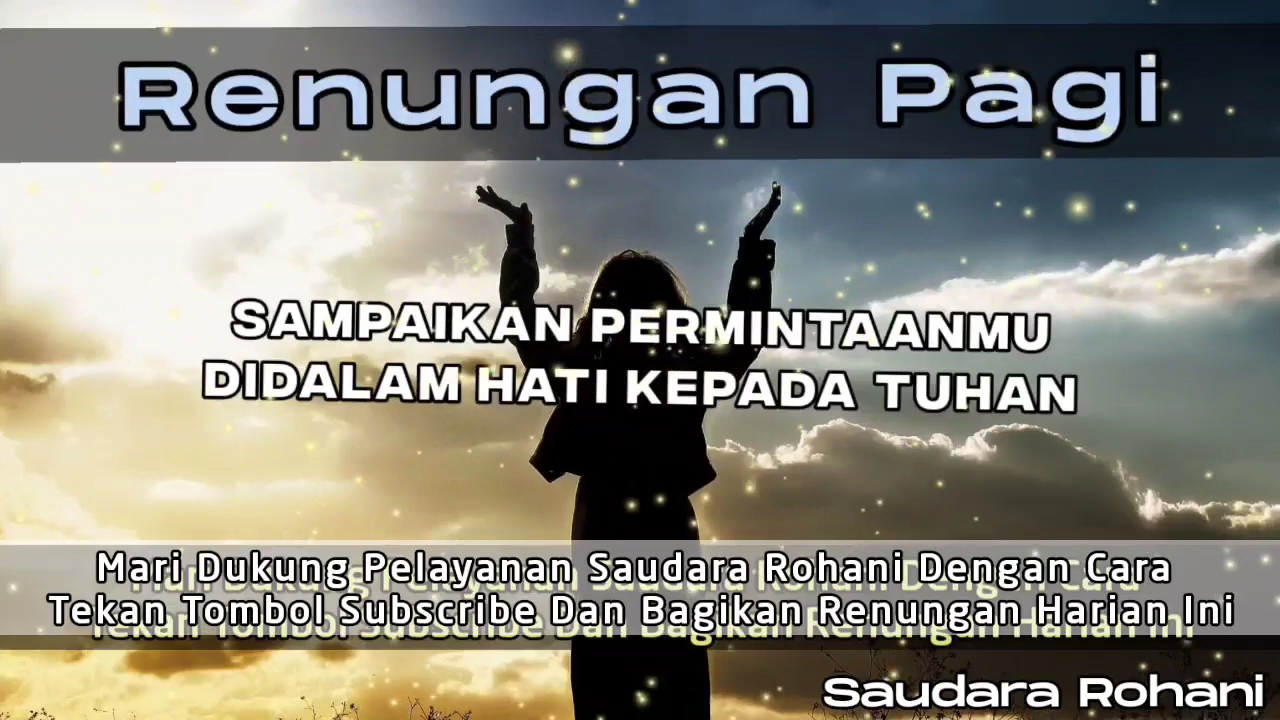 Renungan Pagi
SAMPAIKAN PERMINTAANMU
DIDALAM HATI KEPADA TUHAN
Mari Dukung Pelayanan Saudara Rohani Dengan Cara
Tekan Tombol Subscribe Dan Bagikan Renungan Harian Ini
Saudara Rohani